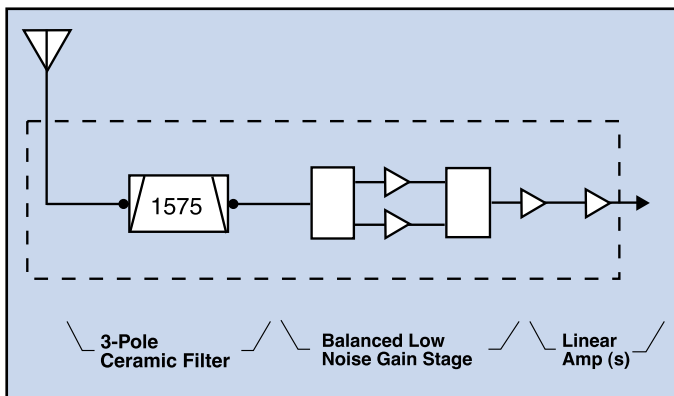 1575
3-Pole
Ceramic Filter
Balanced Low
Noise Gain Stage
Linear
Amp (s)